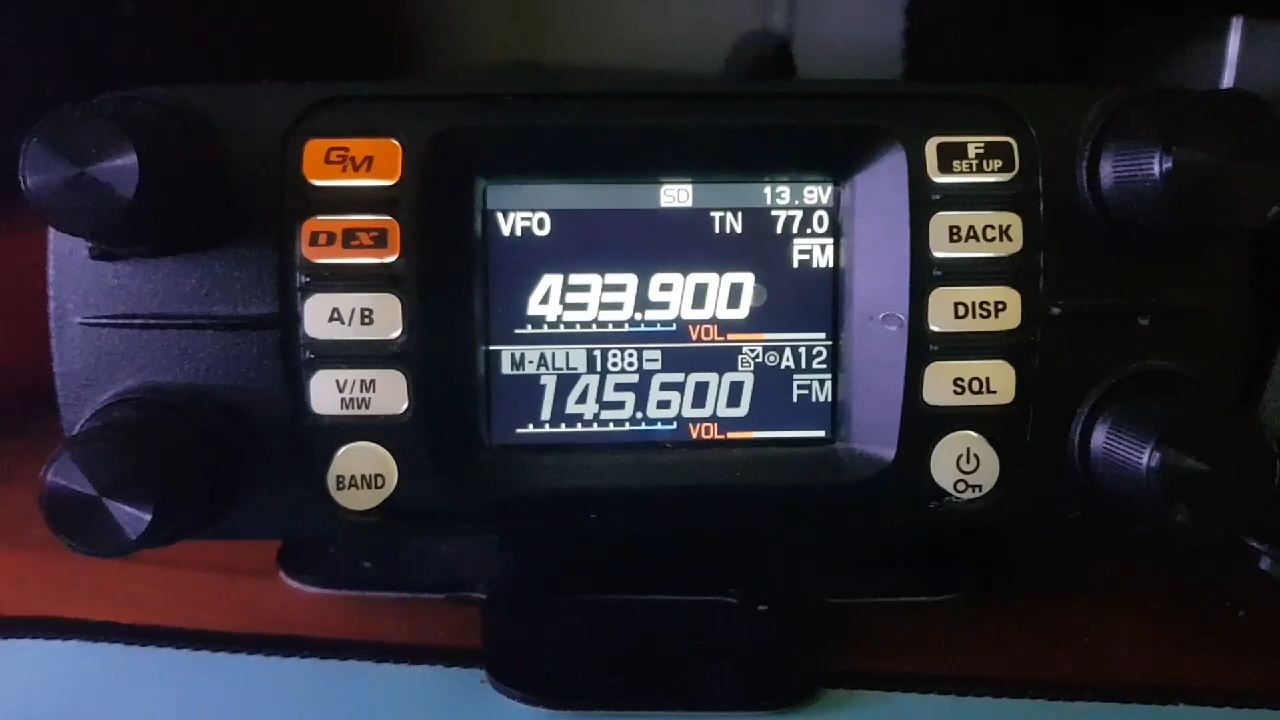 GM
F
SET UP
SD 13.9V
VFO TN 77.0
FM
DX
BACK
433.900
A/B
DISP
VOL
M-ALL 188 A12
145.600 FM
V/M
MW
SQL
VOL
BAND